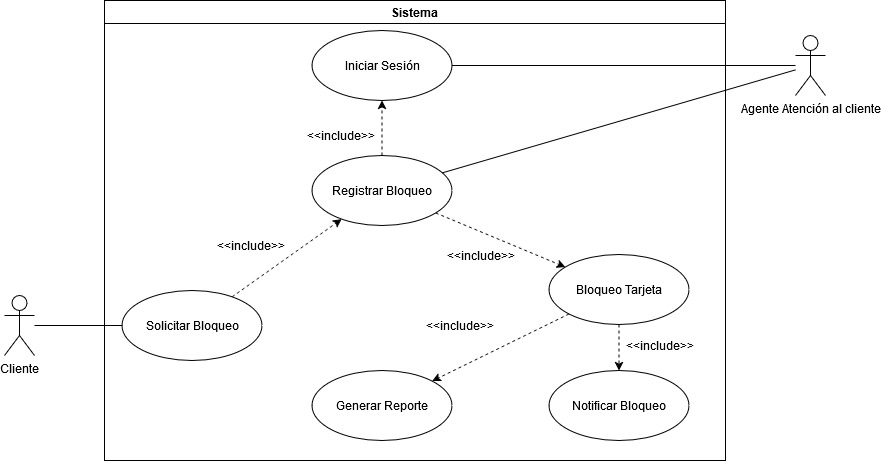 Sistema
Iniciar Sesión
Agente Atención al cliente
<<include>>
Registrar Bloqueo
<<include>>
<<include>>
Bloqueo Tarjeta
Solicitar Bloqueo
<<include>>
<<include>>
Cliente
Generar Reporte
Notificar Bloqueo